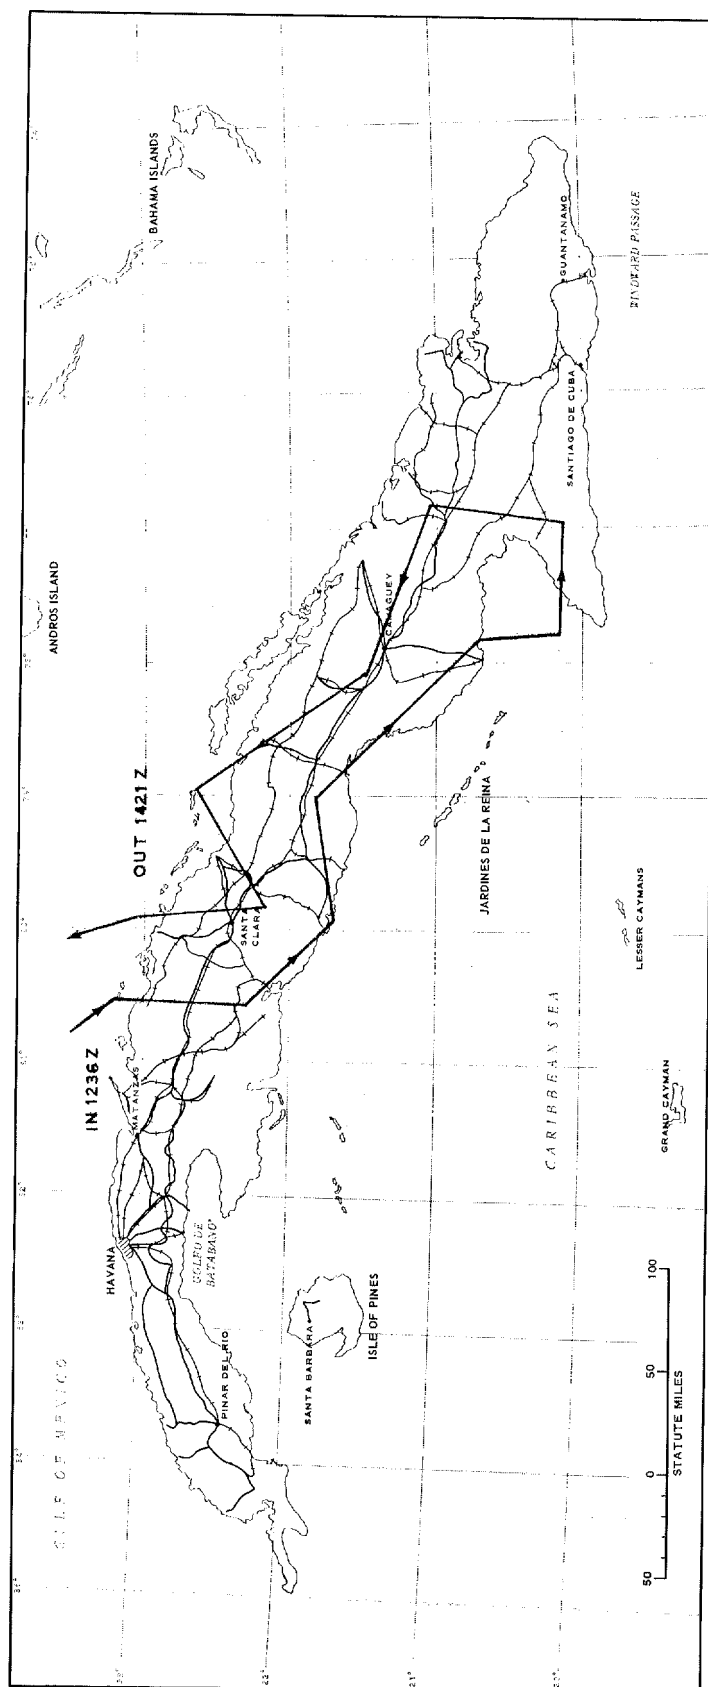 GULF OF MEXICO
HAVANA
IN 1236 Z
MATANZAS
OUT 1421 Z
ANDROS ISLAND
BAHAMA ISLANDS
PINAR DEL RIO
GOLFO DE
BATABANO
SANTA
CLARA
CAMAGUEY
SANTA BARBARA
ISLE OF PINES
JARDINES DE LA REINA
SANTIAGO DE CUBA
GUANTANAMO
WINDWARD PASSAGE
CARIBBEAN SEA
LESSER CAYMANS
GRAND CAYMAN
50 0 50 100
STATUTE MILES
22°
21°